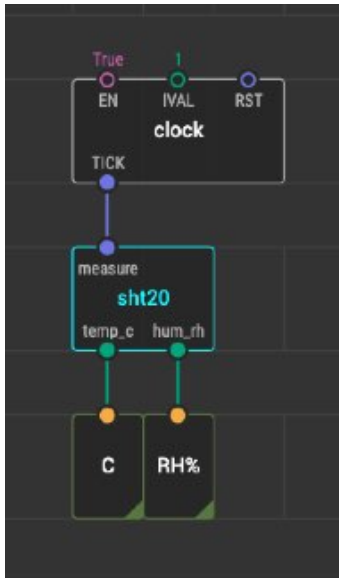 True 1
EN IVAL RST
clock
TICK
measure
sht20
temp_c hum_rh
C RH%